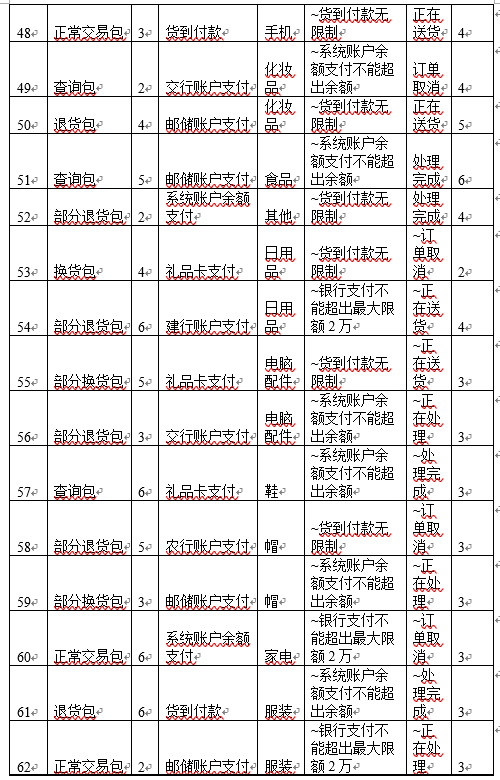 48
正常交易包
3
货到付款
手机
~货到付款无
限制
正在
送货
4
49
查询包
2
交行账户支付
化妆
品
~系统账户余
额支付不能超
出余额
订单
取消
4
50
退货包
4
邮储账户支付
化妆
品
~货到付款无
限制
正在
送货
5
51
查询包
5
邮储账户支付
食品
~系统账户余
额支付不能超
出余额
处理
完成
6
52
部分退货包
2
系统账户余额
支付
其他
~货到付款无
限制
处理
完成
4
53
换货包
4
礼品卡支付
日用
品
~货到付款无
限制
~订
单取
消
2
54
部分退货包
6
建行账户支付
日用
品
~银行支付不
能超出最大限
额 2 万
~正
在送
货
4
55
部分换货包
5
礼品卡支付
电脑
配件
~货到付款无
限制
~正
在送
货
3
56
部分退货包
3
交行账户支付
电脑
配件
~系统账户余
额支付不能超
出余额
~正
在处
理
3
57
查询包
6
礼品卡支付
鞋
~系统账户余
额支付不能超
出余额
~处
理完
成
3
58
部分退货包
5
农行账户支付
帽
~货到付款无
限制
~订
单取
消
3
59
部分换货包
3
邮储账户支付
帽
~系统账户余
额支付不能超
出余额
~正
在处
理
3
60
正常交易包
6
系统账户余额
支付
家电
~银行支付不
能超出最大限
额 2 万
~订
单取
消
3
61
退货包
6
货到付款
服装
~系统账户余
额支付不能超
出余额
~处
理完
成
3
62
正常交易包
2
邮储账户支付
服装
~银行支付不
能超出最大限
额 2 万
~正
在处
理
3